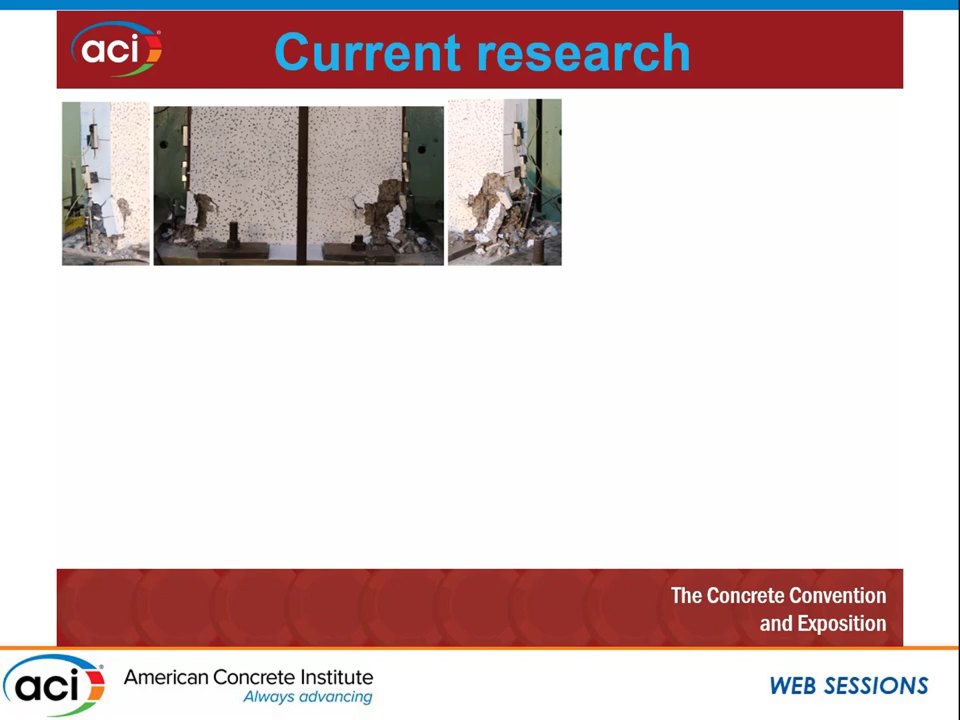 aci
Current research
The Concrete Convention
and Exposition
aci
American Concrete Institute
Always advancing
WEB SESSIONS